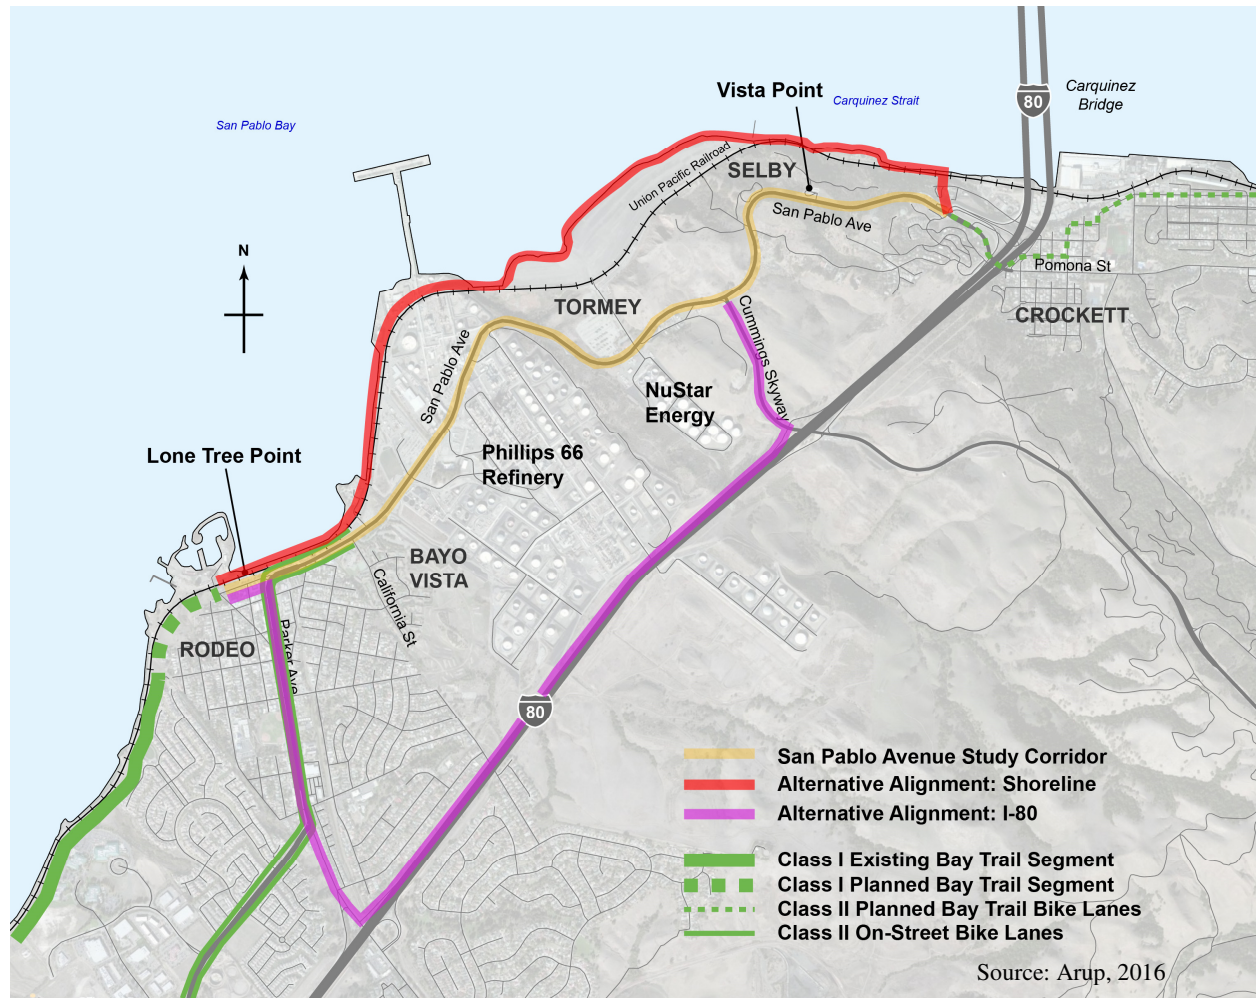 Vista Point
Carquinez Strait
80
Carquinez
Bridge
San Pablo Bay
Union Pacific Railroad
SELBY
San Pablo Ave
N
Pomona St
TORMEY
CROCKETT
Cummings Skyway
San Pablo Ave
NuStar
Energy
Lone Tree Point
Phillips 66
Refinery
BAYO
VISTA
California St
RODEO
Parker Ave
80
San Pablo Avenue Study Corridor
Alternative Alignment: Shoreline
Alternative Alignment: I-80
Class I Existing Bay Trail Segment
Class I Planned Bay Trail Segment
Class II Planned Bay Trail Bike Lanes
Class II On-Street Bike Lanes
Source: Arup, 2016